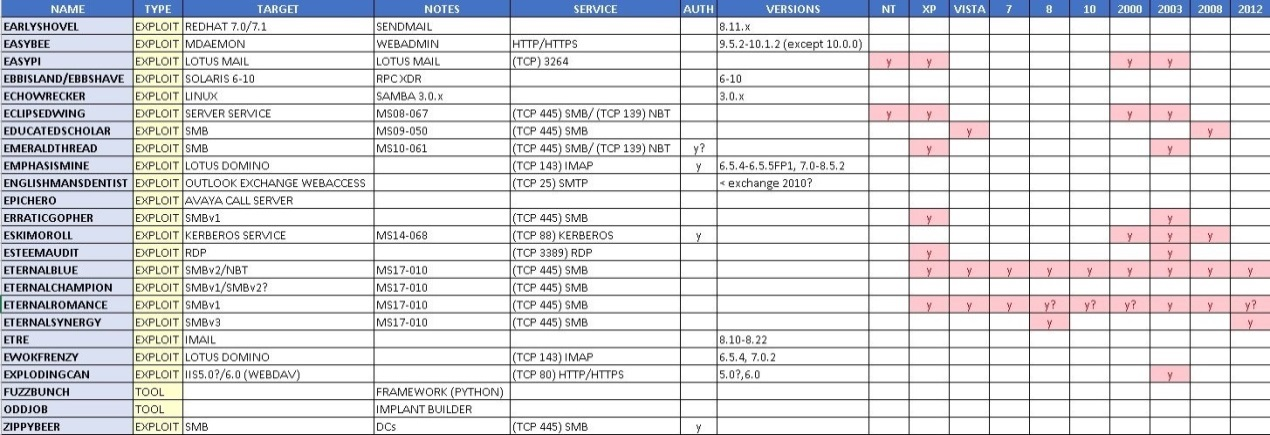 NAME TYPE TARGET NOTES SERVICE AUTH VERSIONS NT XP VISTA 7 8 10 2000 2003 2008 2012
EARLYSHOVEL EXPLOIT REDHAT 7.0/7.1 SENDMAIL 8.11.x
EASYBEE EXPLOIT MDAEMON WEBADMIN HTTP/HTTPS 9.5.2-10.1.2 (except 10.0.0)
EASYPI EXPLOIT LOTUS MAIL LOTUS MAIL (TCP) 3264 y y y y
EBBISLAND/EBBSHAVE EXPLOIT SOLARIS 6-10 RPC XDR 6-10
ECHOWRECKER EXPLOIT LINUX SAMBA 3.0.x 3.0.x
ECLIPSEDWING EXPLOIT SERVER SERVICE MS08-067 (TCP 445) SMB/ (TCP 139) NBT y y y y
EDUCATEDSCHOLAR EXPLOIT SMB MS09-050 (TCP 445) SMB y y
EMERALDTHREAD EXPLOIT SMB MS10-061 (TCP 445) SMB/ (TCP 139) NBT y? y y
EMPHASISMINE EXPLOIT LOTUS DOMINO (TCP 143) IMAP y 6.5.4-6.5.5FP1, 7.0-8.5.2
ENGLISHMANSDENTIST EXPLOIT OUTLOOK EXCHANGE WEBACCESS (TCP 25) SMTP < exchange 2010?
EPICHERO EXPLOIT AVAYA CALL SERVER
ERRATICGOPHER EXPLOIT SMBv1 (TCP 445) SMB y y
ESKIMOROLL EXPLOIT KERBEROS SERVICE MS14-068 (TCP 88) KERBEROS y y y y
ESTEEMAUDIT EXPLOIT RDP (TCP 3389) RDP y y
ETERNALBLUE EXPLOIT SMBv2/NBT MS17-010 (TCP 445) SMB y y y y y y y y y
ETERNALCHAMPION EXPLOIT SMBv1/SMBv2? MS17-010 (TCP 445) SMB
ETERNALROMANCE EXPLOIT SMBv1 MS17-010 (TCP 445) SMB y y y y? y? y? y y y?
ETERNALSYNERGY EXPLOIT SMBv3 MS17-010 (TCP 445) SMB y y
ETRE EXPLOIT IMAIL 8.10-8.22
EWOKFRENZY EXPLOIT LOTUS DOMINO (TCP 143) IMAP 6.5.4, 7.0.2
EXPLODINGCAN EXPLOIT IIS5.0?/6.0 (WEBDAV) (TCP 80) HTTP/HTTPS 5.0?,6.0 y
FUZZBUNCH TOOL FRAMEWORK (PYTHON)
ODDJOB TOOL IMPLANT BUILDER
ZIPPYBEER EXPLOIT SMB DCs (TCP 445) SMB y